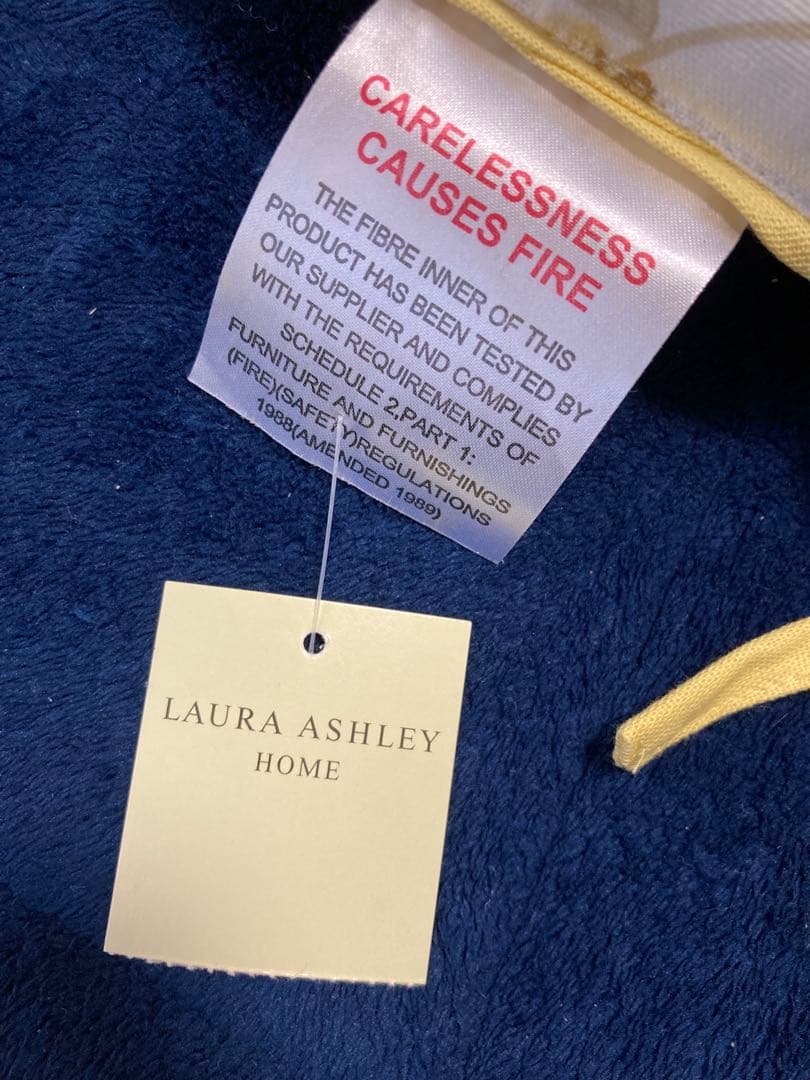 CARELESSNESS
CAUSES FIRE
THE FIBRE INNER OF THIS
PRODUCT HAS BEEN TESTED BY
OUR SUPPLIER AND COMPLIES
WITH THE REQUIREMENTS OF
SCHEDULE 2,PART 1:
FURNITURE AND FURNISHINGS
(FIRE)(SAFETY)REGULATIONS
1988(AMENDED 1989)
LAURA ASHLEY
HOME